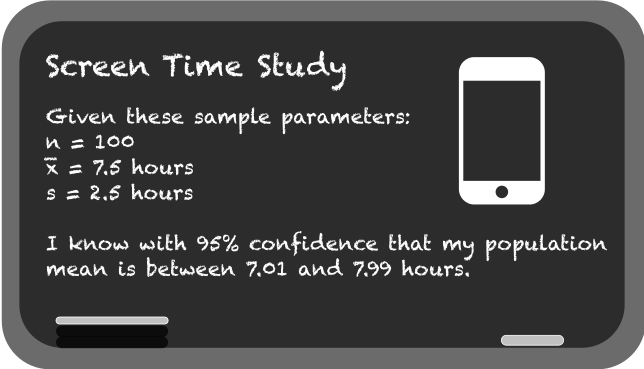 Screen Time Study
Given these sample parameters:
n = 100
x̅ = 7.5 hours
s = 2.5 hours
I know with 95% confidence that my population
mean is between 7.01 and 7.99 hours.